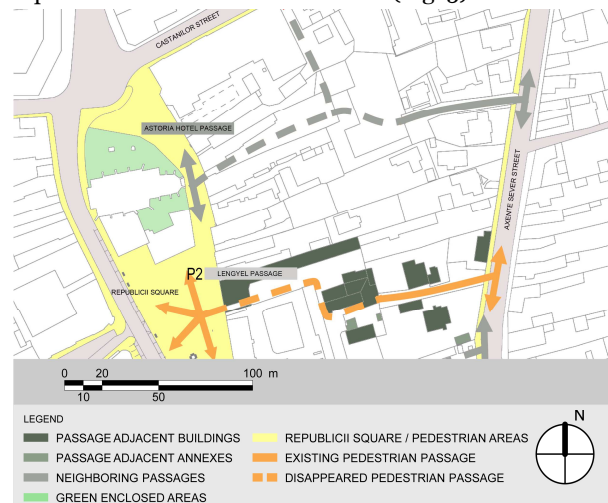 CASTANILOR STREET
ASTORIA HOTEL PASSAGE
AXENTE SEVER STREET
P2 LENGYEL PASSAGE
REPUBLICII SQUARE
0 20 100 m
10 50
LEGEND
N
PASSAGE ADJACENT BUILDINGS
REPUBLICII SQUARE / PEDESTRIAN AREAS
PASSAGE ADJACENT ANNEXES
EXISTING PEDESTRIAN PASSAGE
NEIGHBORING PASSAGES
DISAPPEARED PEDESTRIAN PASSAGE
GREEN ENCLOSED AREAS